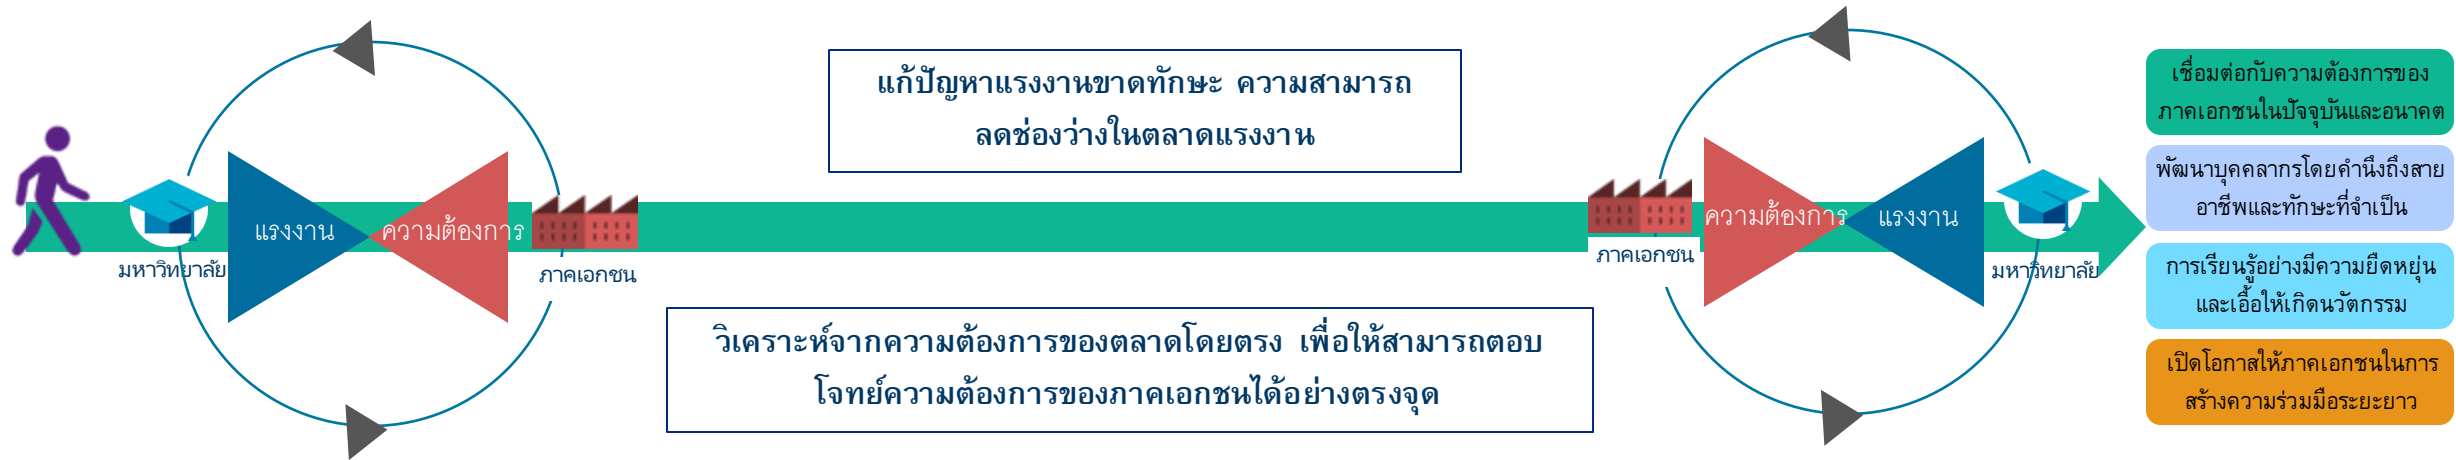 แรงงาน
ความต้องการ
มหาวิทยาลัย
ภาคเอกชน
แก้ปัญหาแรงงานขาดทักษะ ความสามารถ
ลดช่องว่างในตลาดแรงงาน
วิเคราะห์จากความต้องการของตลาดโดยตรง เพื่อให้สามารถตอบ
โจทย์ความต้องการของภาคเอกชนได้อย่างตรงจุด
ความต้องการ
แรงงาน
ภาคเอกชน
มหาวิทยาลัย
เชื่อมต่อกับความต้องการของ
ภาคเอกชนในปัจจุบันและอนาคต
พัฒนาบุคคลากรโดยคำนึงถึงสาย
อาชีพและทักษะที่จำเป็น
การเรียนรู้อย่างมีความยืดหยุ่น
และเอื้อให้เกิดนวัตกรรม
เปิดโอกาสให้ภาคเอกชนในการ
สร้างความร่วมมือระยะยาว